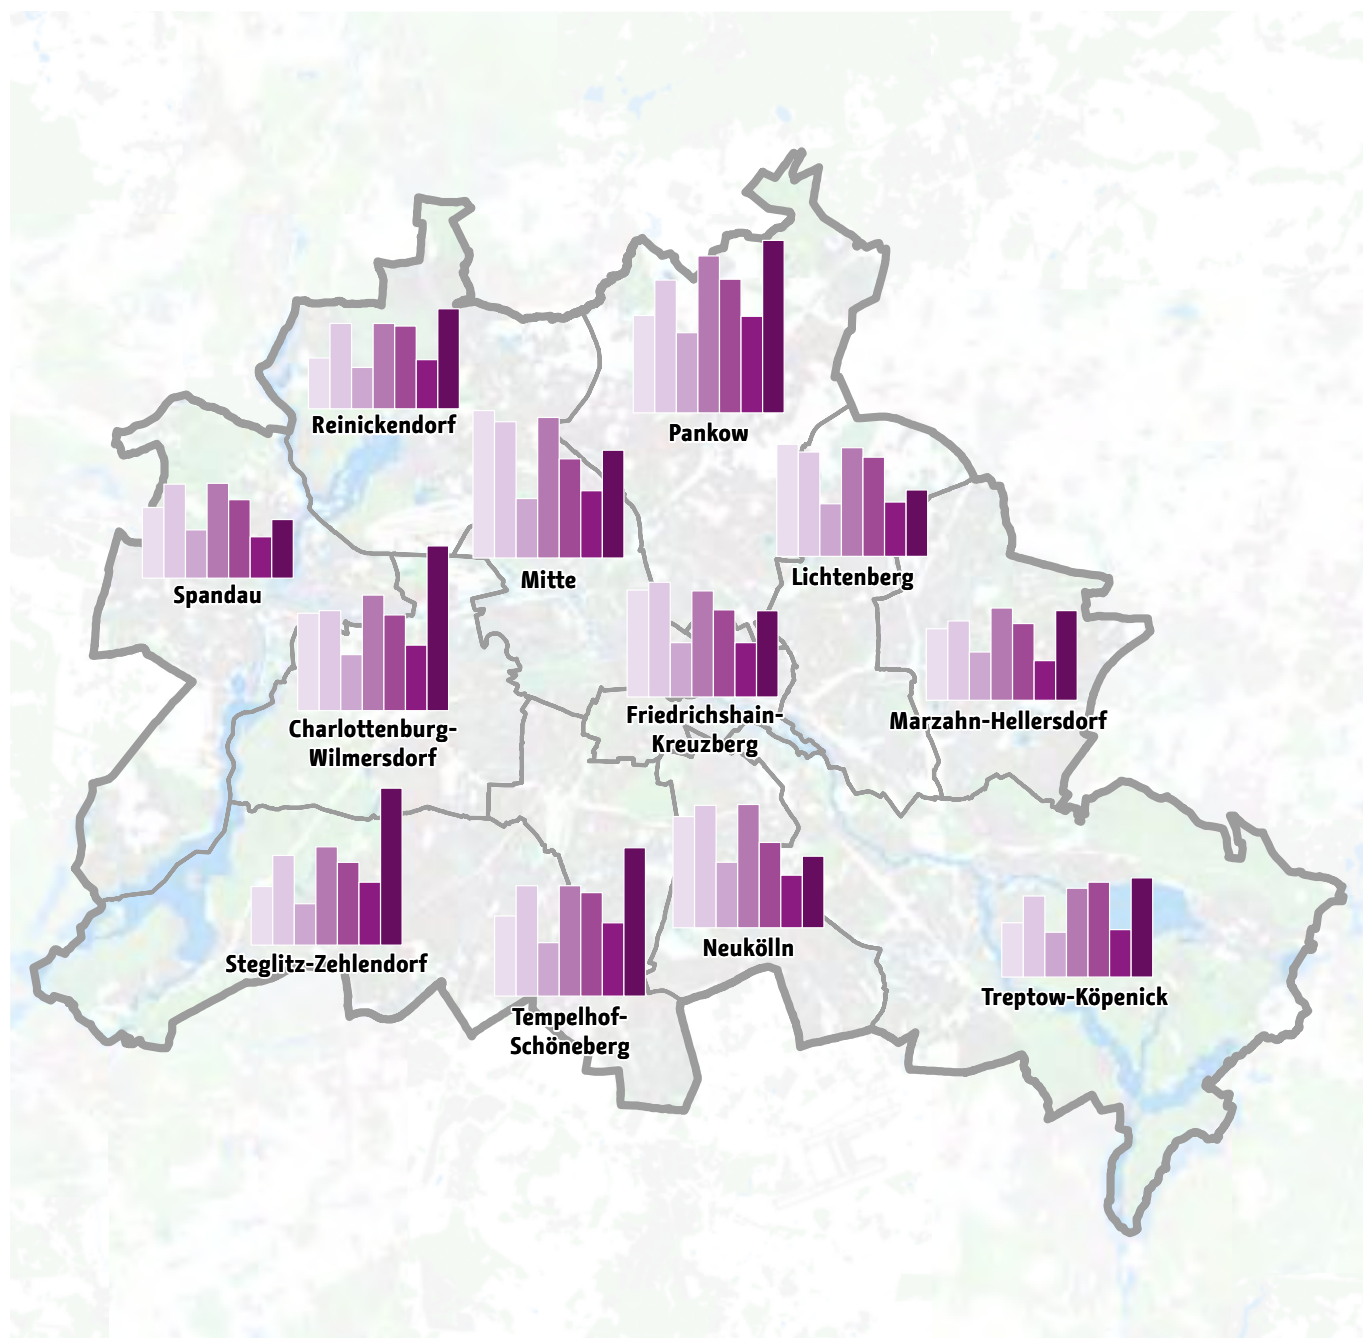 Reinickendorf
Pankow
Mitte
Lichtenberg
Spandau
Friedrichshain-
Kreuzberg
Marzahn-Hellersdorf
Charlottenburg-
Wilmersdorf
Neukölln
Steglitz-Zehlendorf
Treptow-Köpenick
Tempelhof-
Schöneberg